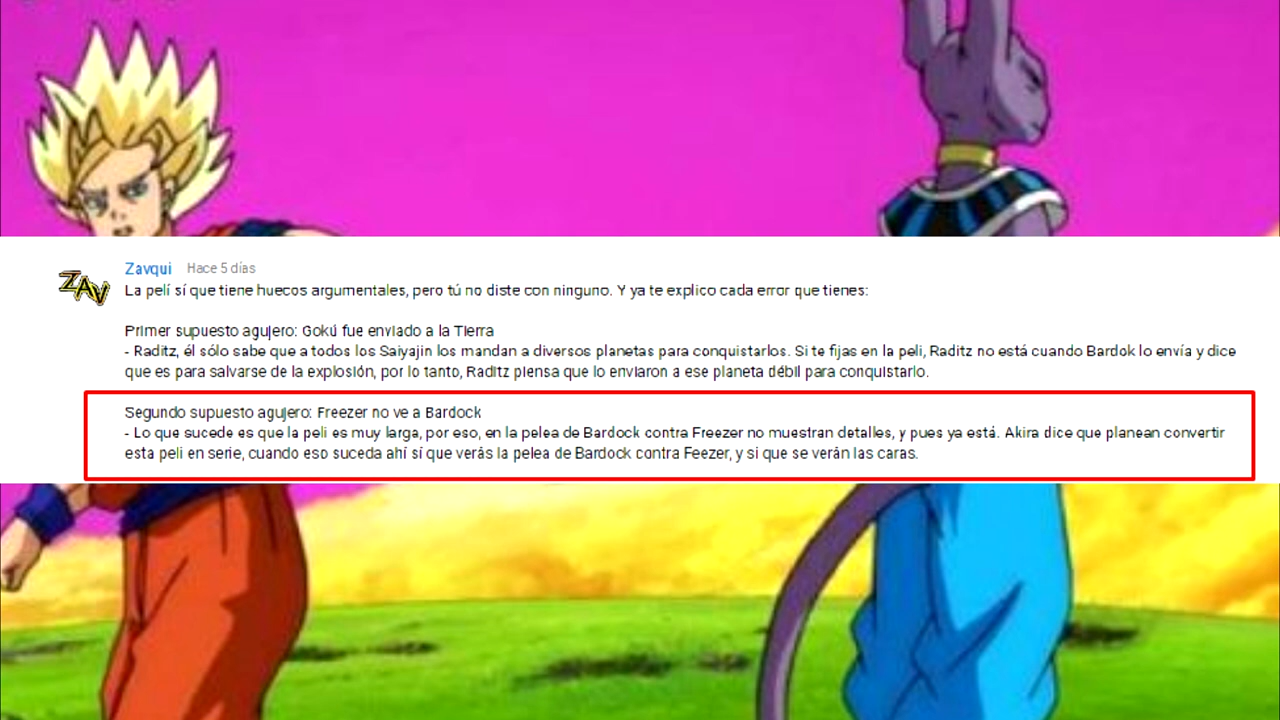 ZAV
Zavqui Hace 5 días
La pelí sí que tiene huecos argumentales, pero tú no diste con ninguno. Y ya te explico cada error que tienes:
Primer supuesto agujero: Gokú fue enviado a la Tierra
- Raditz, él sólo sabe que a todos los Saiyajin los mandan a diversos planetas para conquistarlos. Si te fijas en la peli, Raditz no está cuando Bardok lo envía y dice
que es para salvarse de la explosión, por lo tanto, Raditz piensa que lo enviaron a ese planeta débil para conquistarlo.
Segundo supuesto agujero: Freezer no ve a Bardock
- Lo que sucede es que la peli es muy larga, por eso, en la pelea de Bardock contra Freezer no muestran detalles, y pues ya está. Akira dice que planean convertir
esta peli en serie, cuando eso suceda ahí sí que verás la pelea de Bardock contra Feezer, y si que se verán las caras.